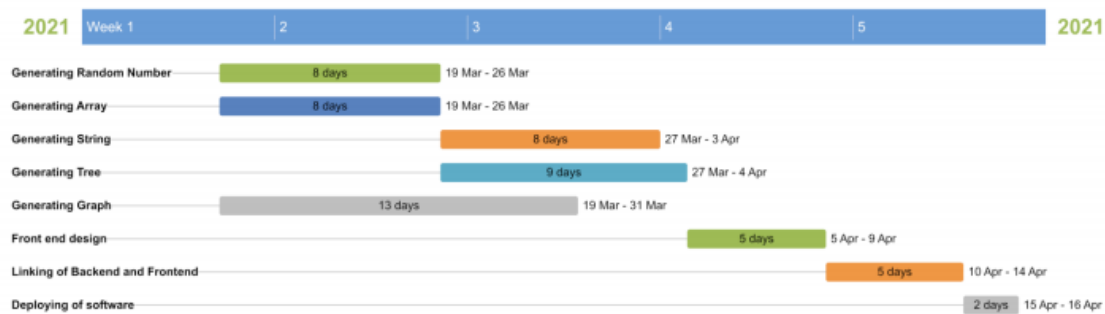 2021 Week 1 2 3 4 5 2021
Generating Random Number 8 days 19 Mar - 26 Mar
Generating Array 8 days 19 Mar - 26 Mar
Generating String 8 days 27 Mar - 3 Apr
Generating Tree 9 days 27 Mar - 4 Apr
Generating Graph 13 days 19 Mar - 31 Mar
Front end design 5 days 5 Apr - 9 Apr
Linking of Backend and Frontend 5 days 10 Apr - 14 Apr
Deploying of software 2 days 15 Apr - 16 Apr